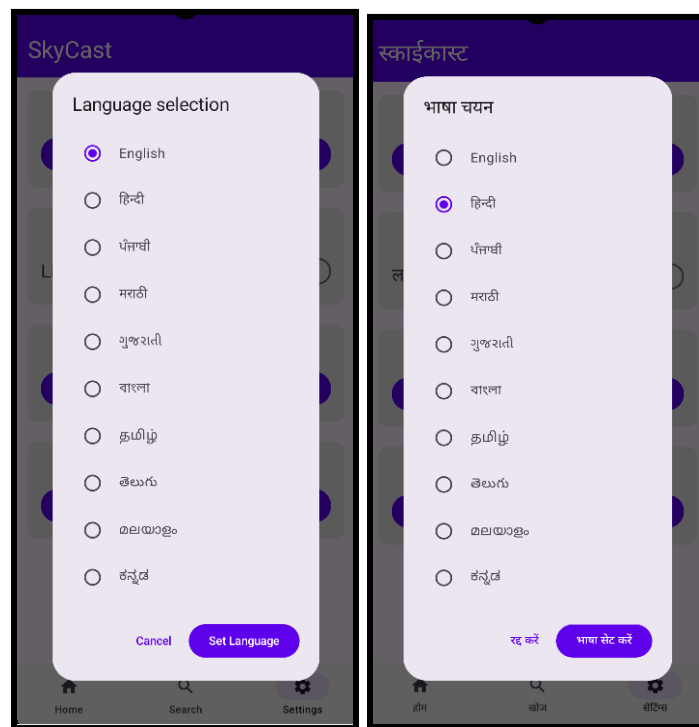 SkyCast
Language selection
English
हिन्दी
ਪੰਜਾਬੀ
मराठी
ગુજરાતી
বাংলা
தமிழ்
తెలుగు
മലയാളം
ಕನ್ನಡ
Cancel Set Language
Home Search Settings
स्काईकास्ट
भाषा चयन
English
हिन्दी
ਪੰਜਾਬੀ
मराठी
ગુજરાતી
বাংলা
தமிழ்
తెలుగు
മലയാളം
ಕನ್ನಡ
रद्द करें भाषा सेट करें
होम खोज सेटिंग्स